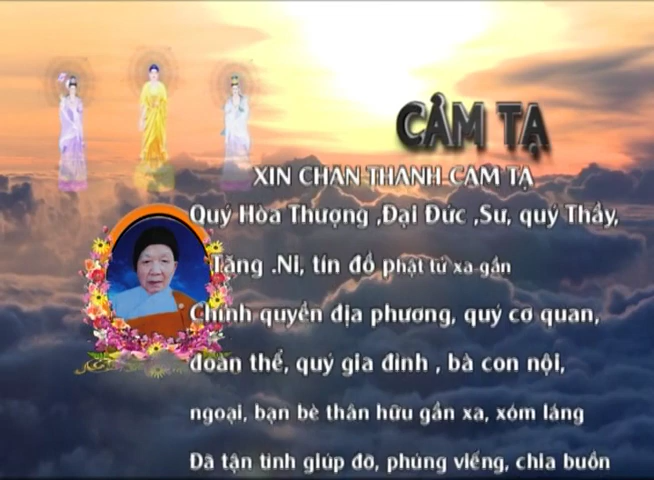 CẢM TẠ
XIN CHÂN THÀNH CẢM TẠ
Quý Hòa Thượng ,Đại Đức ,Sư, quý Thầy,
Tăng .Ni, tín đồ phật tử xa gần
Chính quyền địa phương, quý cơ quan,
đoàn thể, quý gia đình , bà con nội,
ngoại, bạn bè thân hữu gần xa, xóm láng
Đã tận tình giúp đỡ, phúng viếng, chia buồn